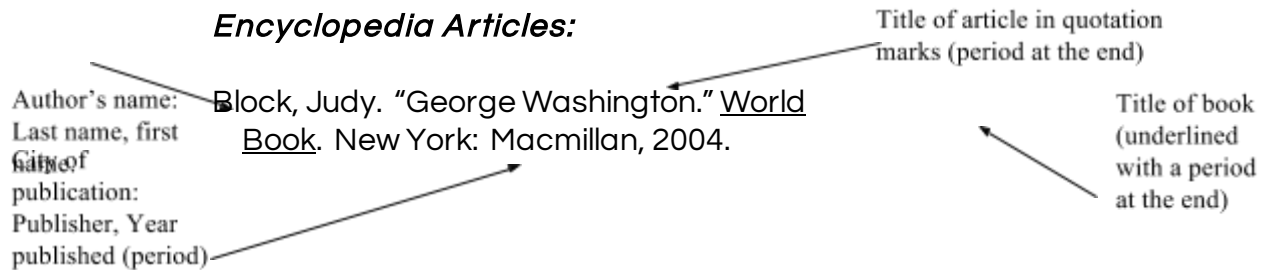 Encyclopedia Articles:
Title of article in quotation
marks (period at the end)
Author's name:
Last name, first
name.
Block, Judy. “George Washington.” World
Book. New York: Macmillan, 2004.
Title of book
(underlined
with a period
at the end)
City of
publication:
Publisher, Year
published (period)